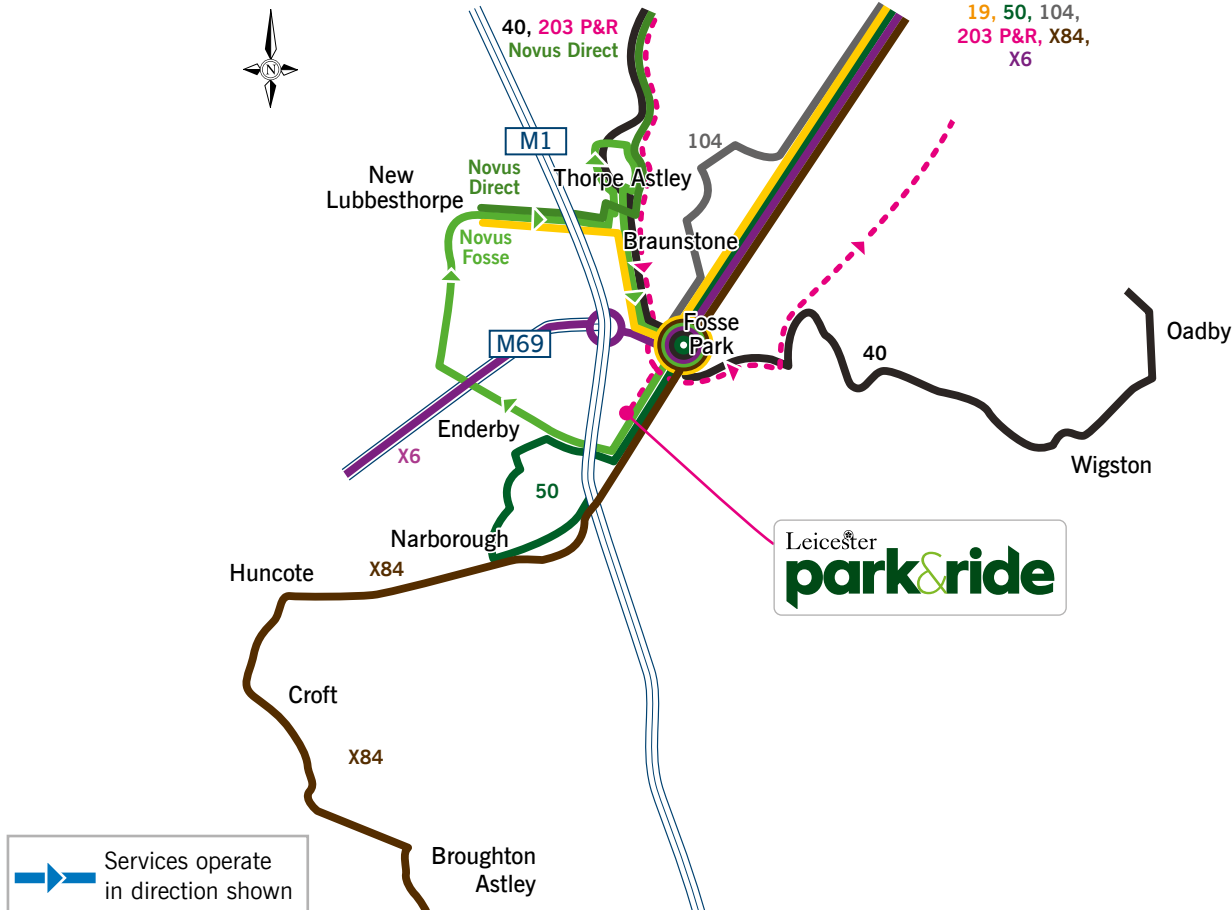 40, 203 P&R
Novus Direct
19, 50, 104,
203 P&R, X84,
X6
N
M1
104
New
Lubbesthorpe
Novus
Direct
Thorpe Astley
Novus
Fosse
Braunstone
Fosse
Park
M69
Oadby
40
Enderby
X6
Wigston
50
Narborough
Leicester
park&ride
Huncote
X84
Croft
X84
Broughton
Astley
Services operate
in direction shown